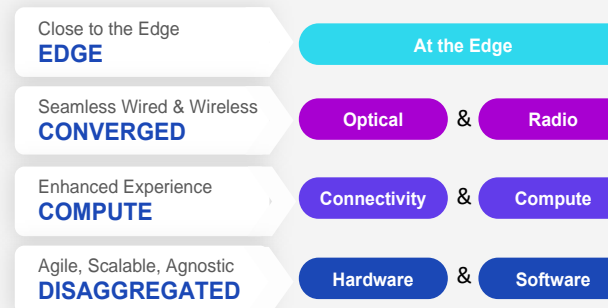 Close to the Edge
EDGE
At the Edge
Seamless Wired & Wireless
CONVERGED
Optical & Radio
Enhanced Experience
COMPUTE
Connectivity & Compute
Agile, Scalable, Agnostic
DISAGGREGATED
Hardware & Software